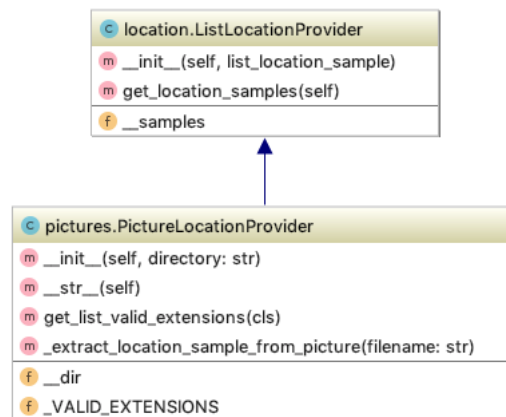 C location.ListLocationProvider
m __init__(self, list_location_sample)
m get_location_samples(self)
f __samples
C pictures.PictureLocationProvider
m __init__(self, directory: str)
m __str__(self)
m get_list_valid_extensions(cls)
m _extract_location_sample_from_picture(filename: str)
f __dir
f _VALID_EXTENSIONS